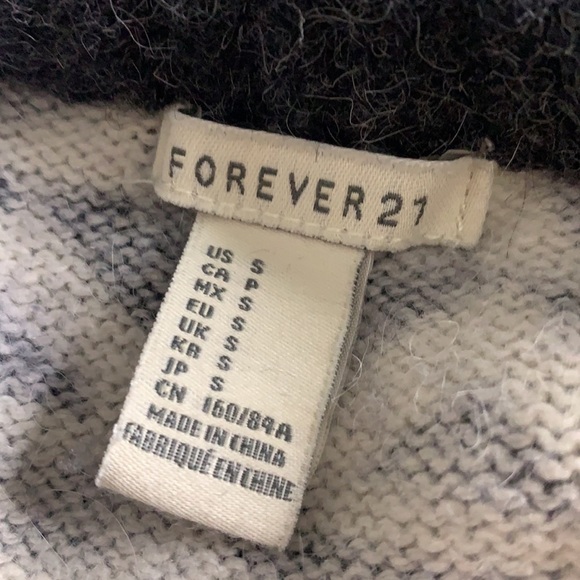 FOREVER 21
US S
CA P
MX S
EU S
UK S
KR S
JP S
CN 160/84A
MADE IN CHINA
FABRIQUÉ EN CHINE